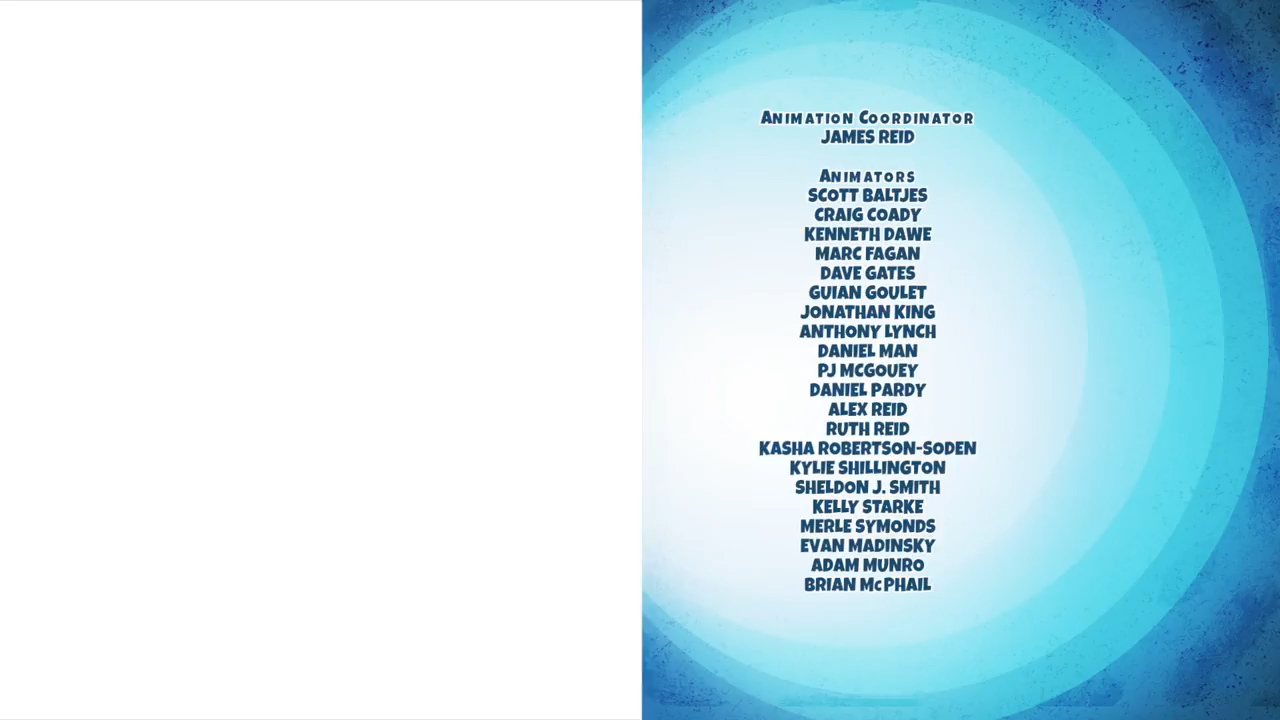 Animation Coordinator
JAMES REID
Animators
SCOTT BALTJES
CRAIG COADY
KENNETH DAWE
MARC FAGAN
DAVE GATES
GUIAN GOULET
JONATHAN KING
ANTHONY LYNCH
DANIEL MAN
PJ MCGOUEY
DANIEL PARDY
ALEX REID
RUTH REID
KASHA ROBERTSON-SODEN
KYLIE SHILLINGTON
SHELDON J. SMITH
KELLY STARKE
MERLE SYMONDS
EVAN MADINSKY
ADAM MUNRO
BRIAN McPHAIL